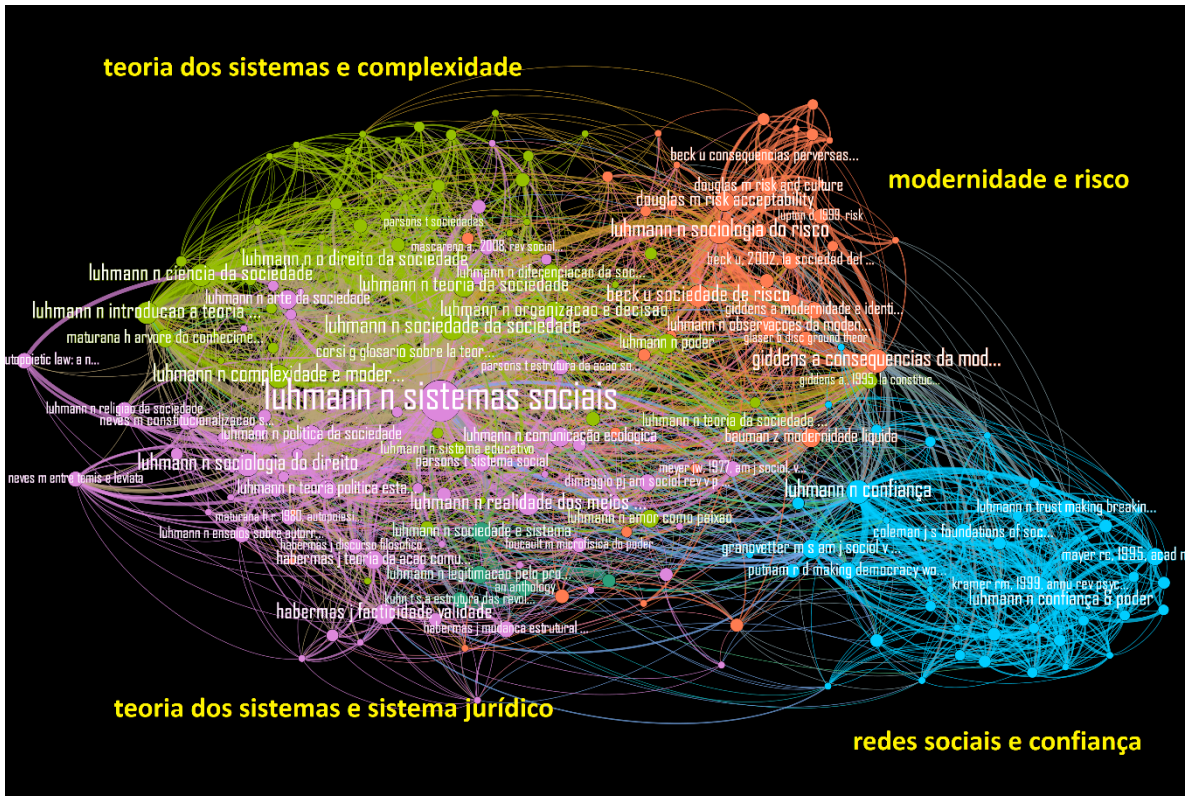 teoria dos sistemas e complexidade
beck u consequencias perversas...
modernidade e risco
douglas m risk and culture
douglas m risk acceptability
lupton d, 1999, risk
parsons t sociedades
luhmann n sociologia do risco
mascareno a., 2008, rev sociol...
luhmann n o direito da sociedade
beck u, 2002, la sociedad del ...
luhmann n ciência da sociedade
luhmann n diferenciacao da soc...
luhmann n teoria da sociedade
luhmann n arte da sociedade
beck u sociedade de risco
luhmann n introducao a teoria ...
luhmann n organizacao e decisão
giddens a modernidade e identi...
luhmann n sociedade da sociedade
luhmann n observacoes da moden...
maturana h arvore do conhecime...
glaser b disc ground theor
luhmann n poder
corsi g glosario sobre la teor...
utopoietic law: a n...
parsons t estrutura da acao so...
giddens a consequencias da mod...
luhmann n complexidade e moder...
giddens a., 1995, la constituc...
luhmann n sistemas sociais
luhmann n religiao da sociedade
neves m constitucionalizacao s...
luhmann n teoria da sociedade ...
luhmann n politica da sociedade
luhmann n comunicação ecologica
bauman z modernidade liquida
luhmann n sistema educativo
parsons t sistema social
luhmann n sociologia do direito
meyer jw, 1977, am j sociol, v...
neves m entre temis e leviata
dimaggio pj am sociol rev v p ...
luhmann n teoria politica esta...
luhmann n confiança
luhmann n realidade dos meios ...
luhmann n trust making breakin...
maturana h r, 1980, autopoiesi...
luhmann n amor como paixao
luhmann n ensaios sobre autorr...
luhmann n sociedade e sistema
coleman j s foundations of soc...
habermas j discurso filosofico...
foucault m microfisica do poder
granovetter m s am j sociol v ...
habermas j teoria da acao comu...
mayer rc, 1995, acad m
luhmann n legitimacao pelo pro...
putnam r d making democracy wo...
an anthology
kramer rm, 1999, annu rev psyc...
kuhn t s a estrutura das revol...
luhmann n confiança & poder
habermas j facticidade validade
habermas j mudanca estrutural ...
teoria dos sistemas e sistema jurídico
redes sociais e confiança